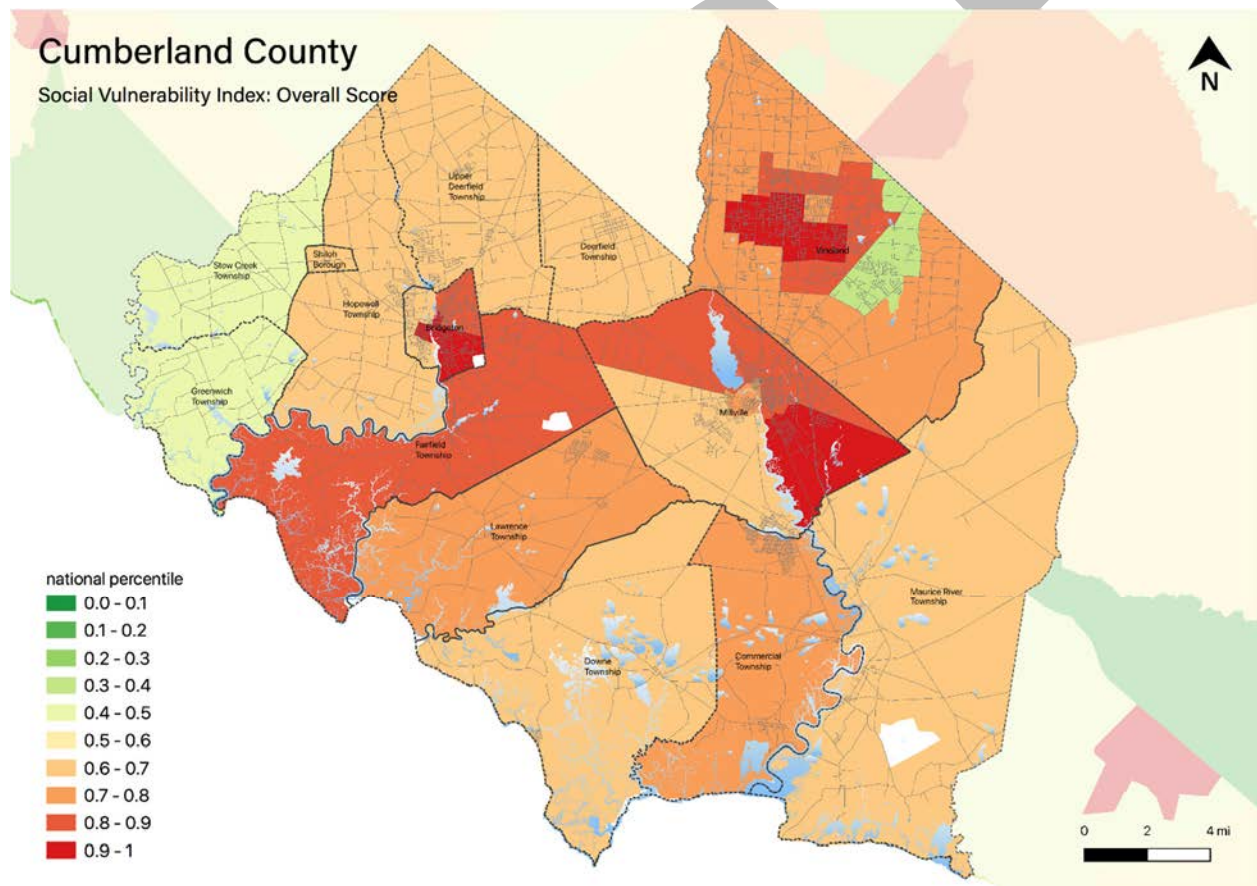 Cumberland County
Social Vulnerability Index: Overall Score
N
Upper
Deerfield
Township
Deerfield
Township
Vineland
Shiloh
Borough
Stow Creek
Township
Hopewell
Township
Bridgeton
Greenwich
Township
Millville
Fairfield
Township
Lawrence
Township
Maurice River
Township
Downe
Township
Commercial
Township
national percentile
0.0 - 0.1
0.1 - 0.2
0.2 - 0.3
0.3 - 0.4
0.4 - 0.5
0.5 - 0.6
0.6 - 0.7
0.7 - 0.8
0.8 - 0.9
0.9 - 1
0 2 4 mi